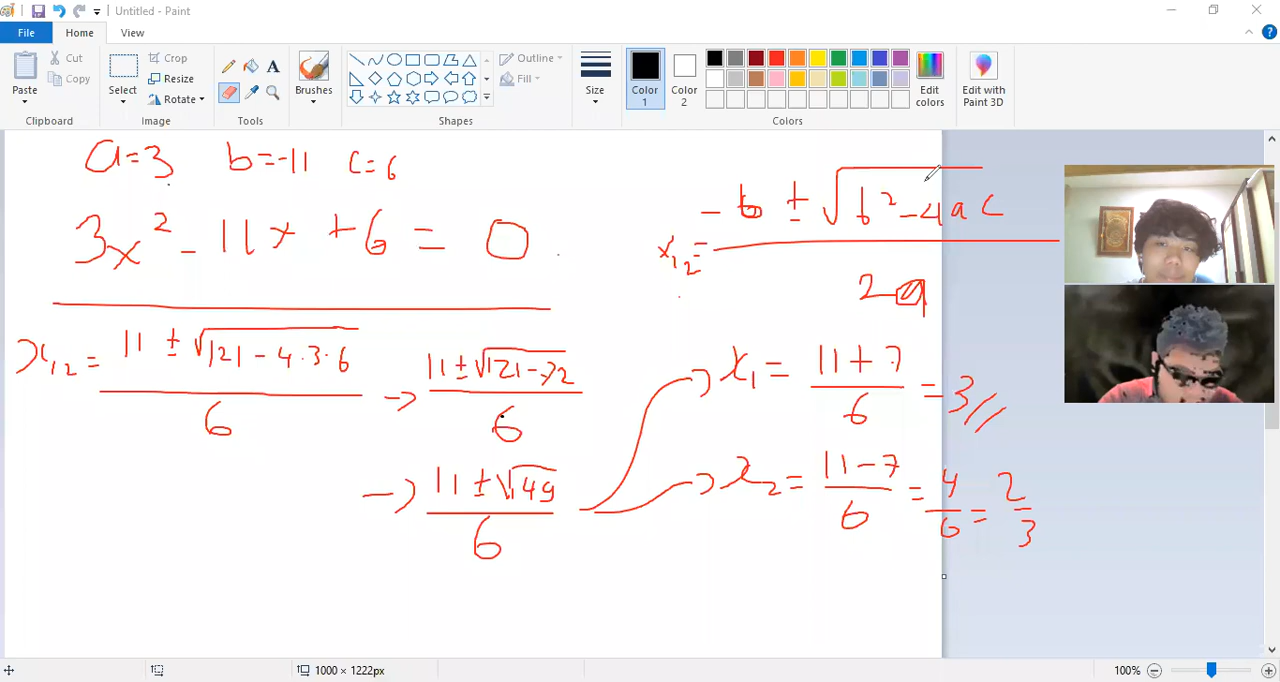 Untitled - Paint
File Home View
Paste Cut Copy Select Crop Resize Rotate Brushes Outline Fill Size Color 1 Color 2 Edit colors Edit with Paint 3D
Clipboard Image Tools Shapes Colors
a=3 b=-11 c=6
3x² - 11x + 6 = 0
x₁₂= (-b ± √(b²-4ac))/(2a)
x₁₂= (11 ± √(121-4·3·6))/6 → (11±√(121-72))/6
→ (11±√49)/6
→ x₁ = (11+7)/6 = 3//
→ x₂ = (11-7)/6 = 4/6 = 2/3
1000 × 1222px 100%